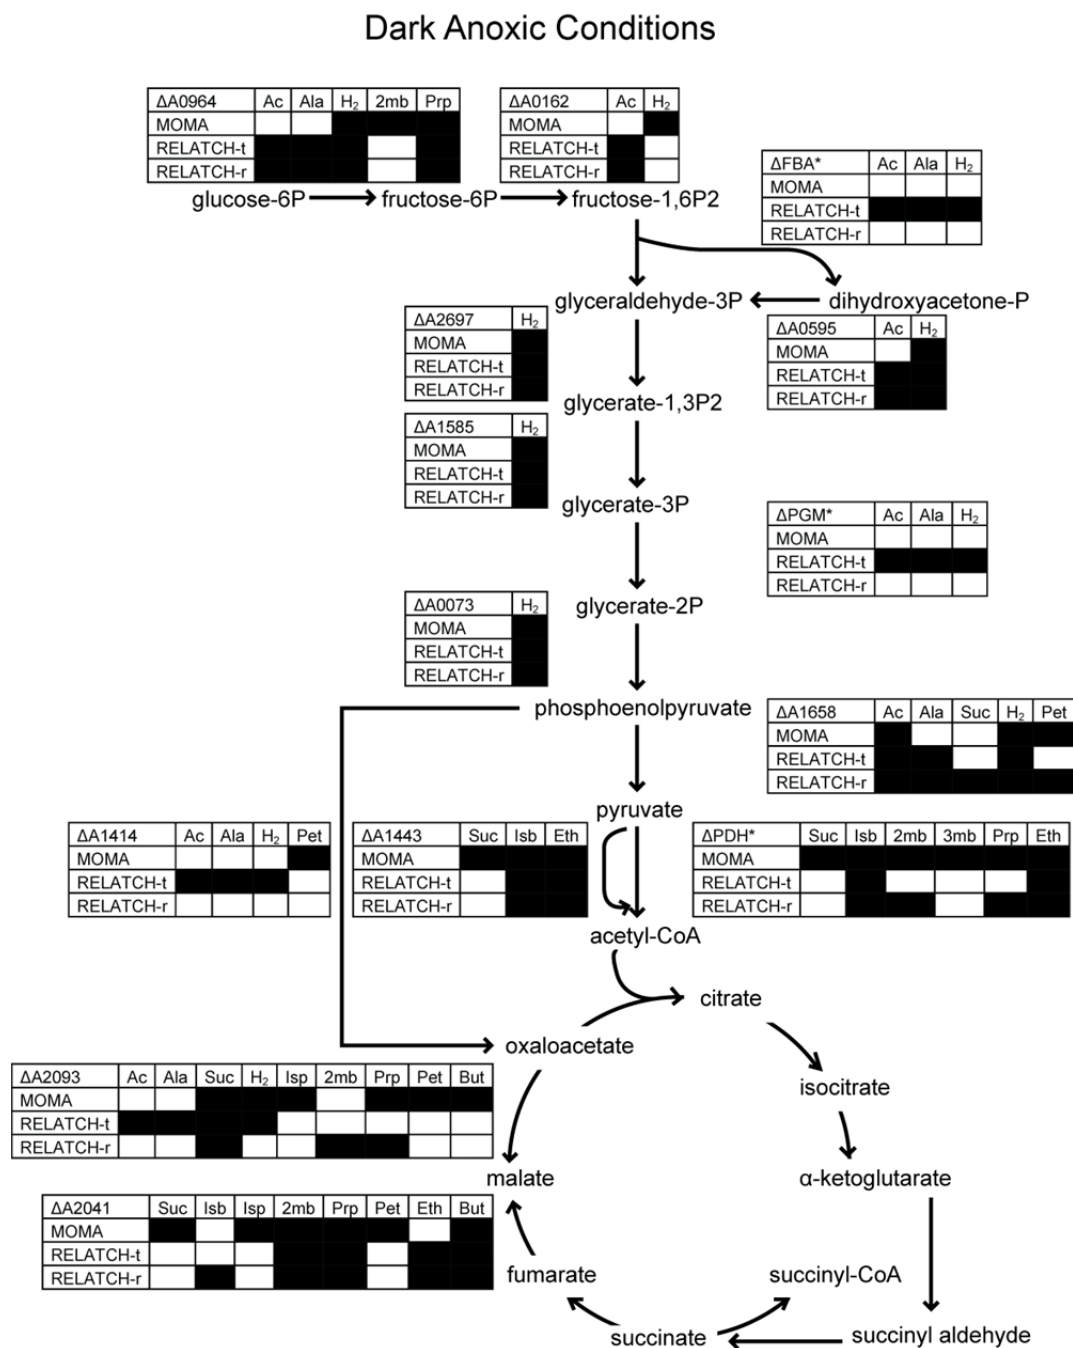 Dark Anoxic Conditions
ΔA0964 Ac Ala H₂ 2mb Prp
MOMA
RELATCH-t
RELATCH-r
ΔA0162 Ac H₂
MOMA
RELATCH-t
RELATCH-r
glucose-6P fructose-6P fructose-1,6P2
ΔFBA* Ac Ala H₂
MOMA
RELATCH-t
RELATCH-r
glyceraldehyde-3P dihydroxyacetone-P
ΔA2697 H₂
MOMA
RELATCH-t
RELATCH-r
ΔA0595 Ac H₂
MOMA
RELATCH-t
RELATCH-r
glycerate-1,3P2
ΔA1585 H₂
MOMA
RELATCH-t
RELATCH-r
glycerate-3P
ΔPGM* Ac Ala H₂
MOMA
RELATCH-t
RELATCH-r
glycerate-2P
ΔA0073 H₂
MOMA
RELATCH-t
RELATCH-r
phosphoenolpyruvate
ΔA1658 Ac Ala Suc H₂ Pet
MOMA
RELATCH-t
RELATCH-r
pyruvate
ΔA1414 Ac Ala H₂ Pet
MOMA
RELATCH-t
RELATCH-r
ΔA1443 Suc Isb Eth
MOMA
RELATCH-t
RELATCH-r
ΔPDH* Suc Isb 2mb 3mb Prp Eth
MOMA
RELATCH-t
RELATCH-r
acetyl-CoA
citrate
oxaloacetate
isocitrate
ΔA2093 Ac Ala Suc H₂ Isp 2mb Prp Pet But
MOMA
RELATCH-t
RELATCH-r
malate
α-ketoglutarate
ΔA2041 Suc Isb Isp 2mb Prp Pet Eth But
MOMA
RELATCH-t
RELATCH-r
fumarate
succinyl-CoA
succinate
succinyl aldehyde